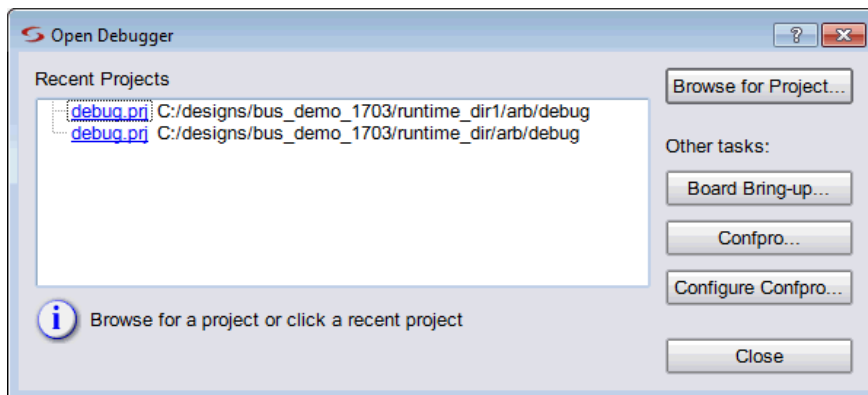 Open Debugger
Recent Projects
debug.prj C:/designs/bus_demo_1703/runtime_dir1/arb/debug
debug.prj C:/designs/bus_demo_1703/runtime_dir/arb/debug
Browse for a project or click a recent project
Browse for Project...
Other tasks:
Board Bring-up...
Confpro...
Configure Confpro...
Close